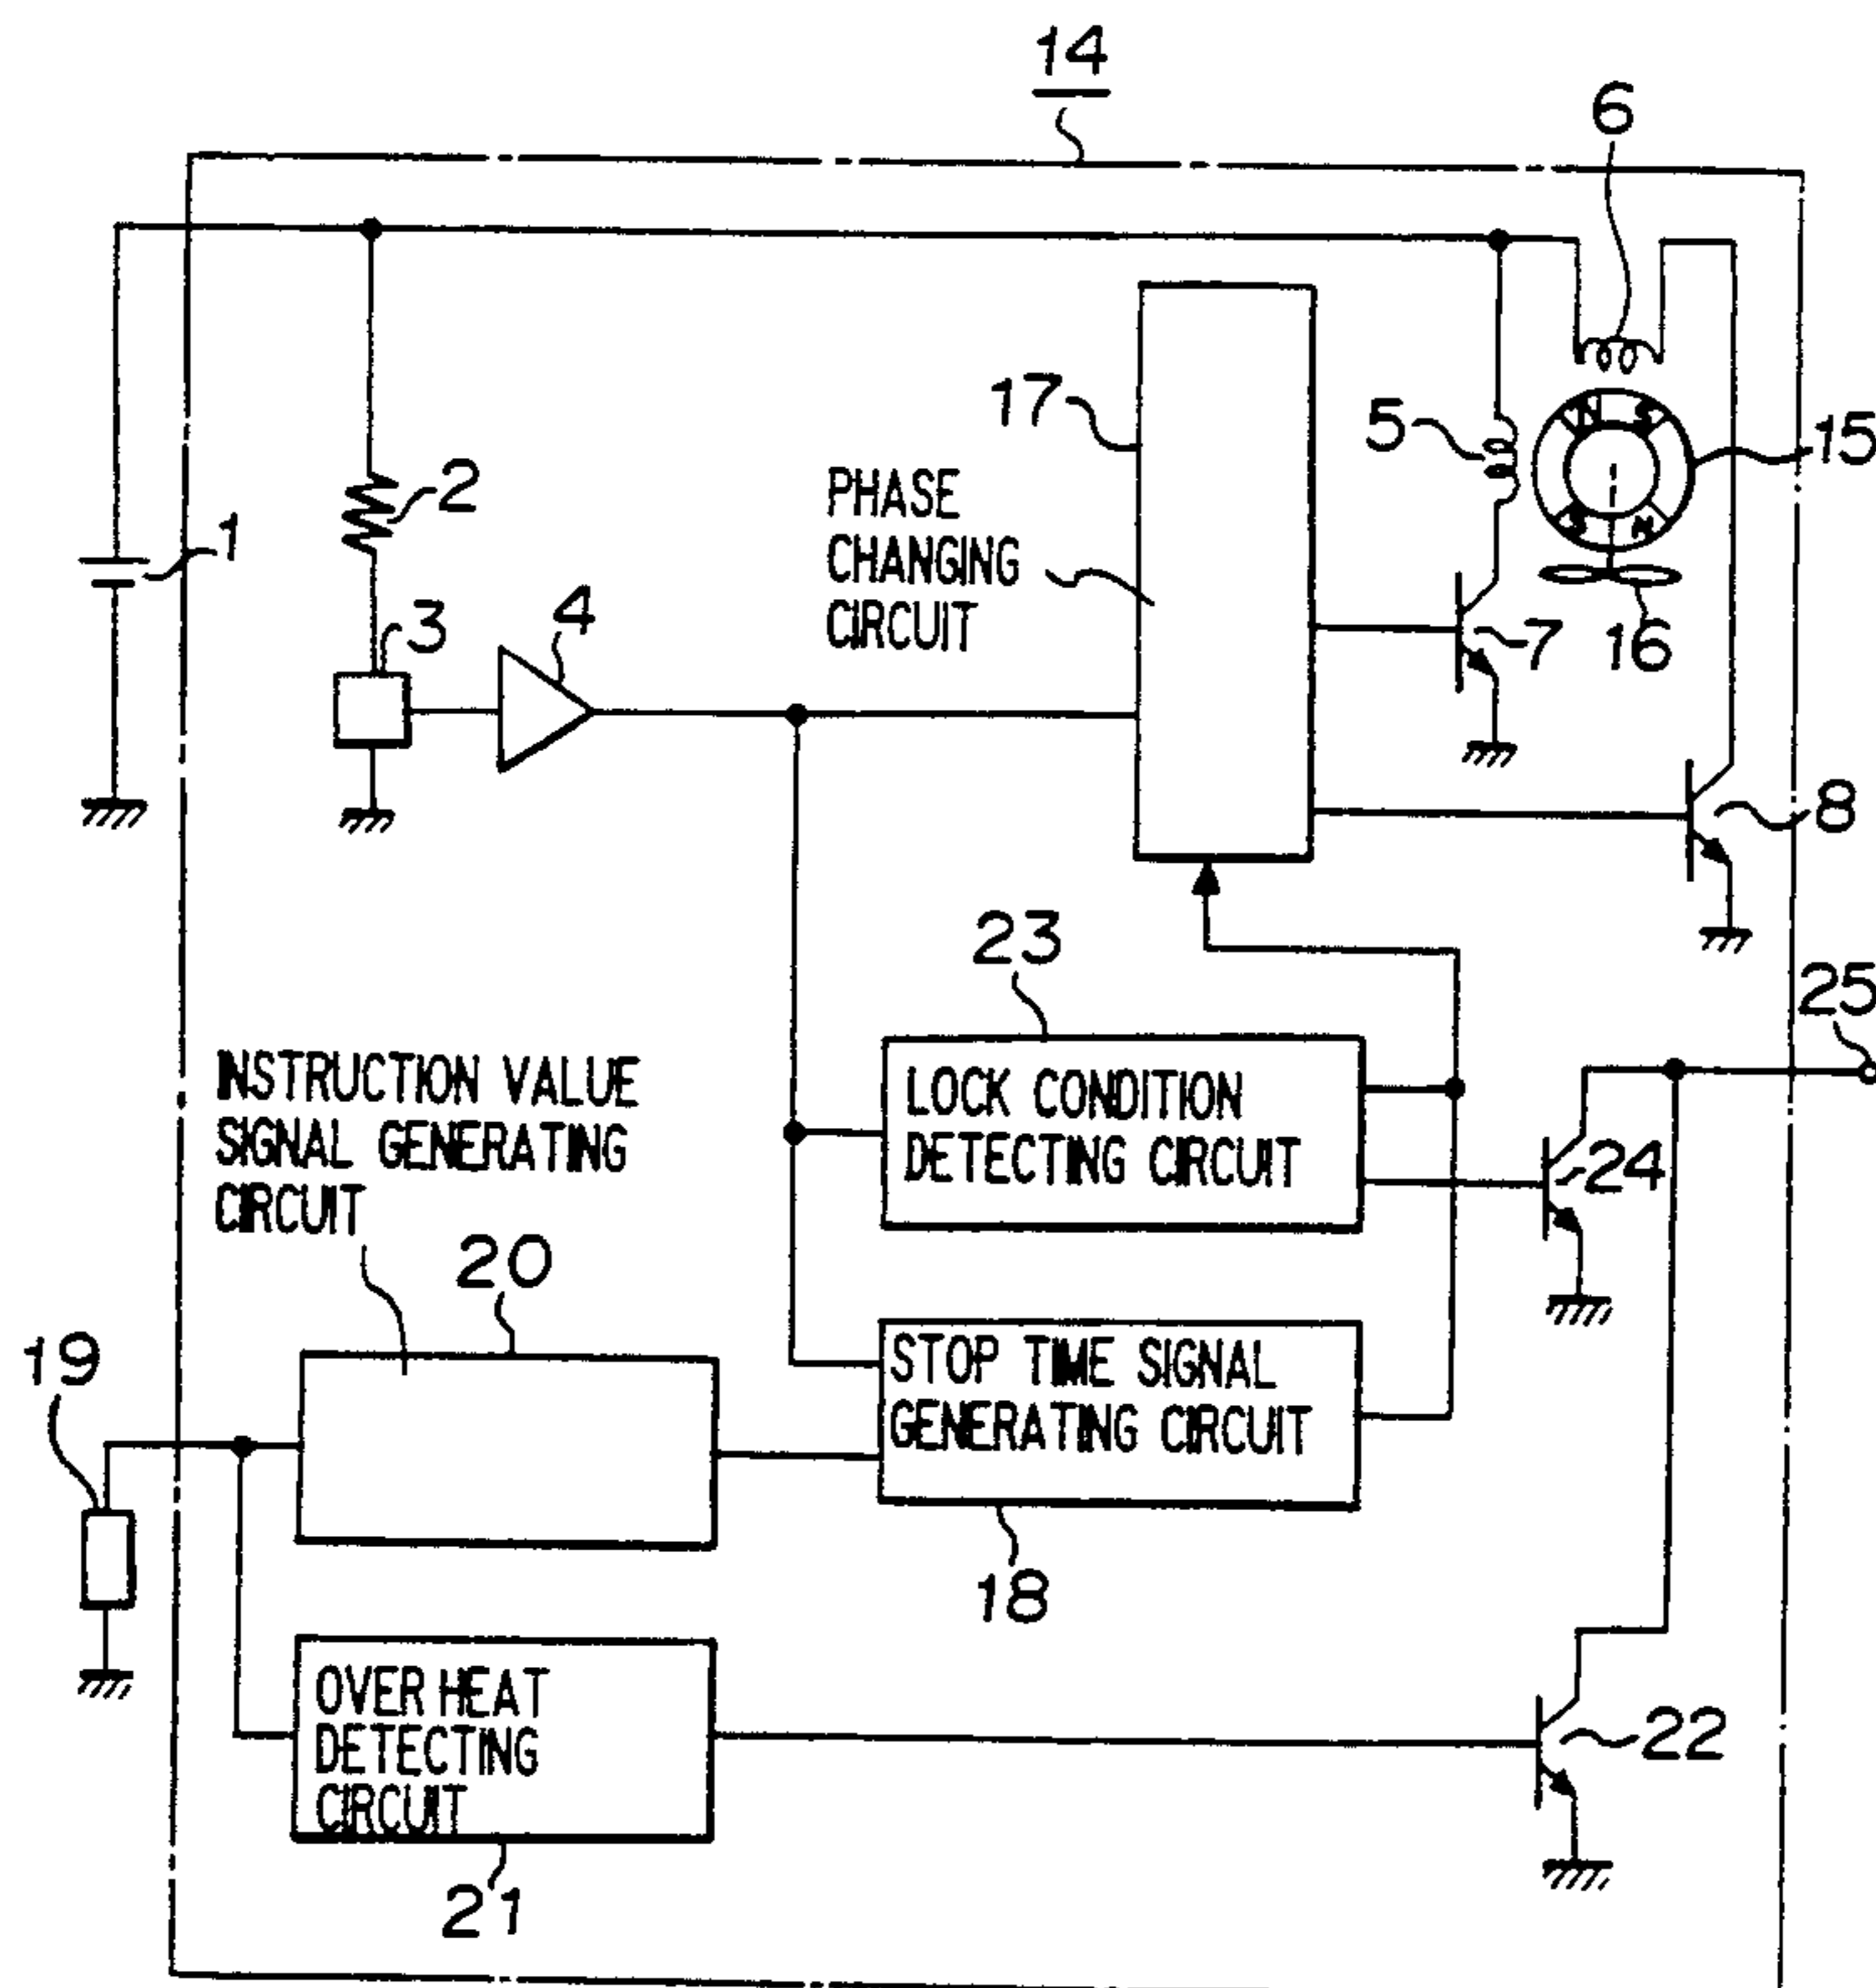 14
6
17
5
15
2
PHASE
CHANGING
CIRCUIT
1
3
4
7
16
8
23
25
INSTRUCTION VALUE
SIGNAL GENERATING
CIRCUIT
LOCK CONDITION
DETECTING CIRCUIT
24
20
19
STOP TIME SIGNAL
GENERATING CIRCUIT
18
OVER HEAT
DETECTING
CIRCUIT
22
21
N S
S N